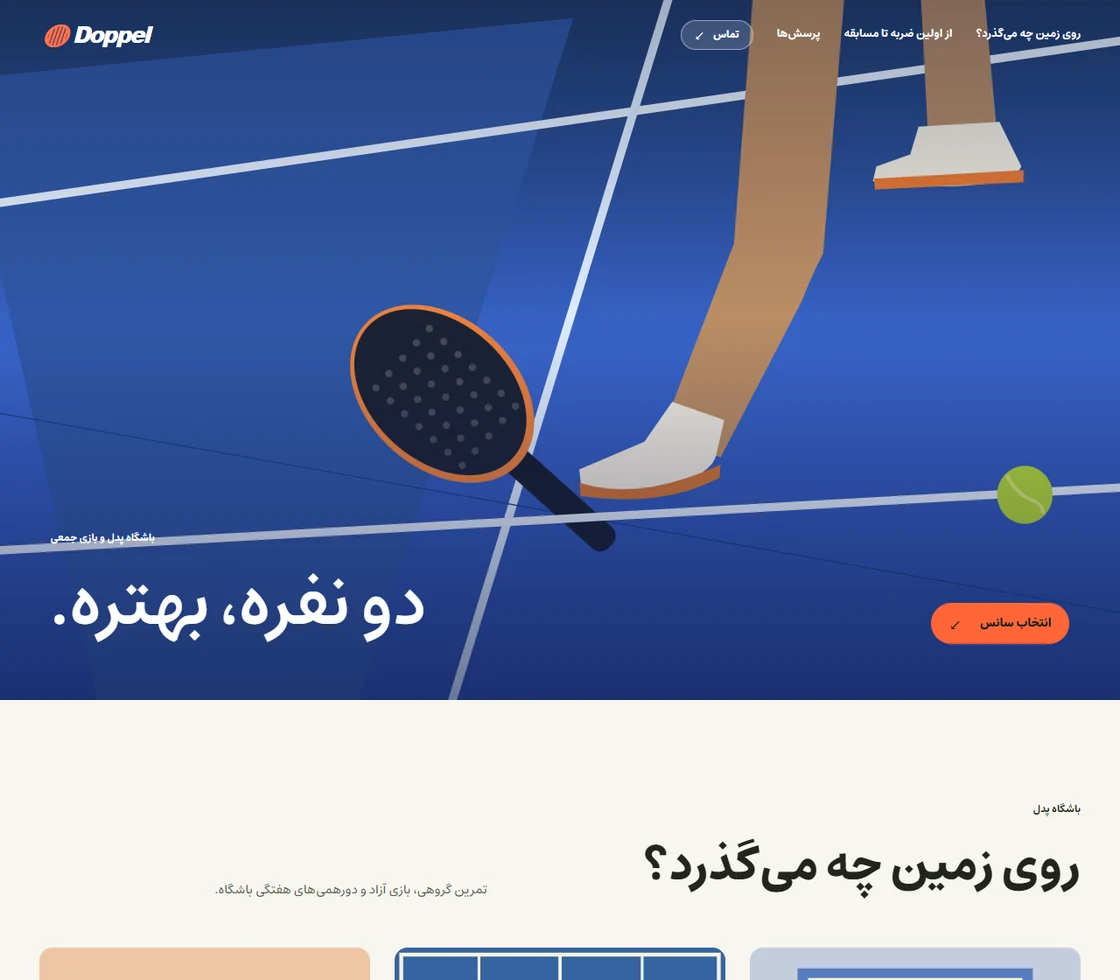 Doppel
روی زمین چه می‌گذرد؟
از اولین ضربه تا مسابقه
پرسش‌ها
تماس
باشگاه پدل و بازی جمعی
دو نفره، بهتره.
انتخاب سانس
باشگاه پدل
روی زمین چه می‌گذرد؟
تمرین گروهی، بازی آزاد و دورهمی‌های هفتگی باشگاه.